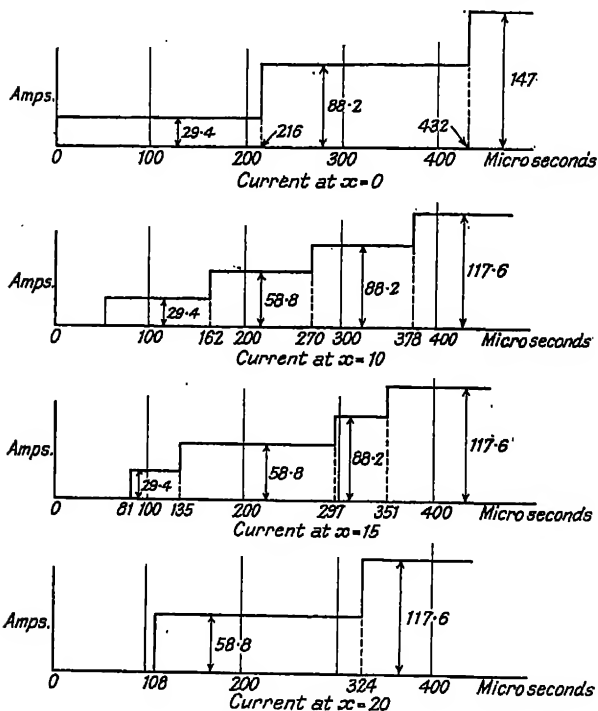 147
Amps.
88·2
29·4
216
432
0 100 200 300 400 Micro seconds
Current at x=0
Amps.
117·6
88·2
58·8
29·4
100 162 200 270 300 378 400 Micro seconds
Current at x=10
Amps.
117·6
88·2
58·8
29·4
81 100 135 200 297 351 400 Micro seconds
Current at x=15
Amps.
117·6
58·8
0 108 200 324 400 Micro seconds
Current at x=20